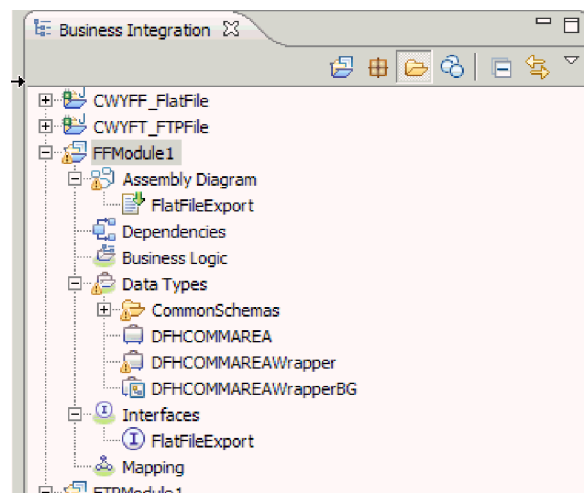 Business Integration
CWYFF_FlatFile
CWYFT_FTPFile
FFModule1
Assembly Diagram
FlatFileExport
Dependencies
Business Logic
Data Types
CommonSchemas
DFHCOMMAREA
DFHCOMMAREAWrapper
DFHCOMMAREAWrapperBG
Interfaces
FlatFileExport
Mapping
FTPModule1